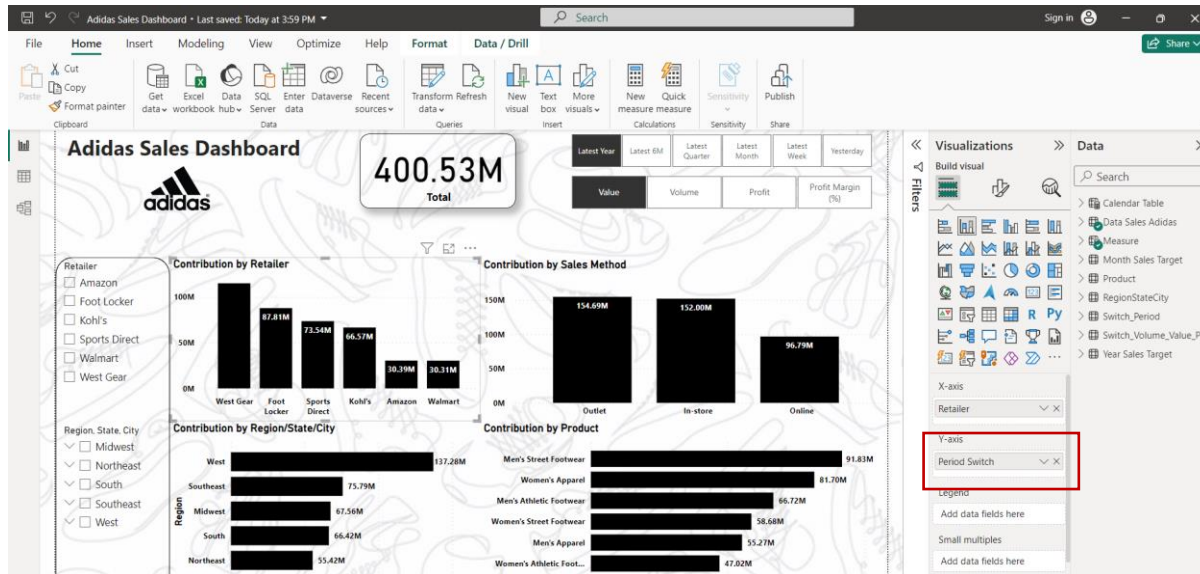 Adidas Sales Dashboard • Last saved: Today at 3:59 PM
Search
Sign in
File Home Insert Modeling View Optimize Help Format Data / Drill
Share
Paste
Cut
Copy
Format painter
Get data
Excel workbook
Data hub
SQL Server
Enter data
Dataverse
Recent sources
Transform data
Refresh
New visual
Text box
More visuals
New measure
Quick measure
Sensitivity
Publish
Clipboard Data Queries Insert Calculations Sensitivity Share
Adidas Sales Dashboard
adidas
400.53M
Total
Latest Year
Latest 6M
Latest Quarter
Latest Month
Latest Week
Yesterday
Value
Volume
Profit
Profit Margin (%)
Retailer
Amazon
Foot Locker
Kohl's
Sports Direct
Walmart
West Gear
Region, State, City
Midwest
Northeast
South
Southeast
West
Contribution by Retailer
100M
50M
0M
87.81M
73.54M
66.57M
30.39M
30.31M
West Gear
Foot Locker
Sports Direct
Kohl's
Amazon
Walmart
Contribution by Sales Method
150M
100M
50M
0M
154.69M
152.00M
96.79M
Outlet
In-store
Online
Contribution by Region/State/City
Region
West 137.28M
Southeast 75.79M
Midwest 67.56M
South 66.42M
Northeast 55.42M
Contribution by Product
Men's Street Footwear 91.83M
Women's Apparel 81.70M
Men's Athletic Footwear 66.72M
Women's Street Footwear 58.68M
Men's Apparel 55.27M
Women's Athletic Foot... 47.02M
Filters
Visualizations
Build visual
R Py
X-axis
Retailer
Y-axis
Period Switch
Legend
Add data fields here
Small multiples
Add data fields here
Data
Search
Calendar Table
Data Sales Adidas
Measure
Month Sales Target
Product
RegionStateCity
Switch_Period
Switch_Volume_Value_P
Year Sales Target